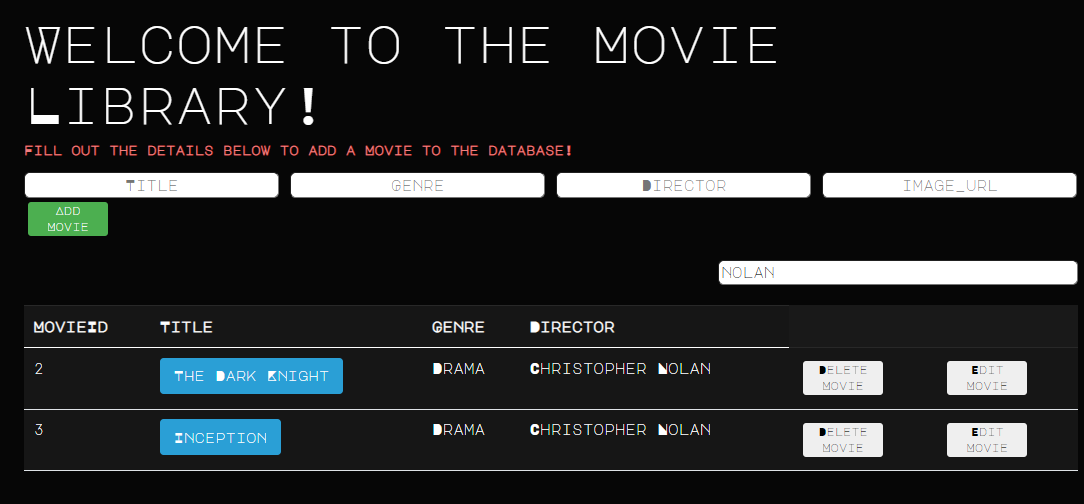 Welcome to the Movie
Library!
Fill out the details below to add a movie to the database!
Title Genre Director image_url
Add
movie
nolan
movieId Title Genre Director
2 The Dark Knight Drama Christopher Nolan Delete Edit
movie movie
3 Inception Drama Christopher Nolan Delete Edit
movie movie